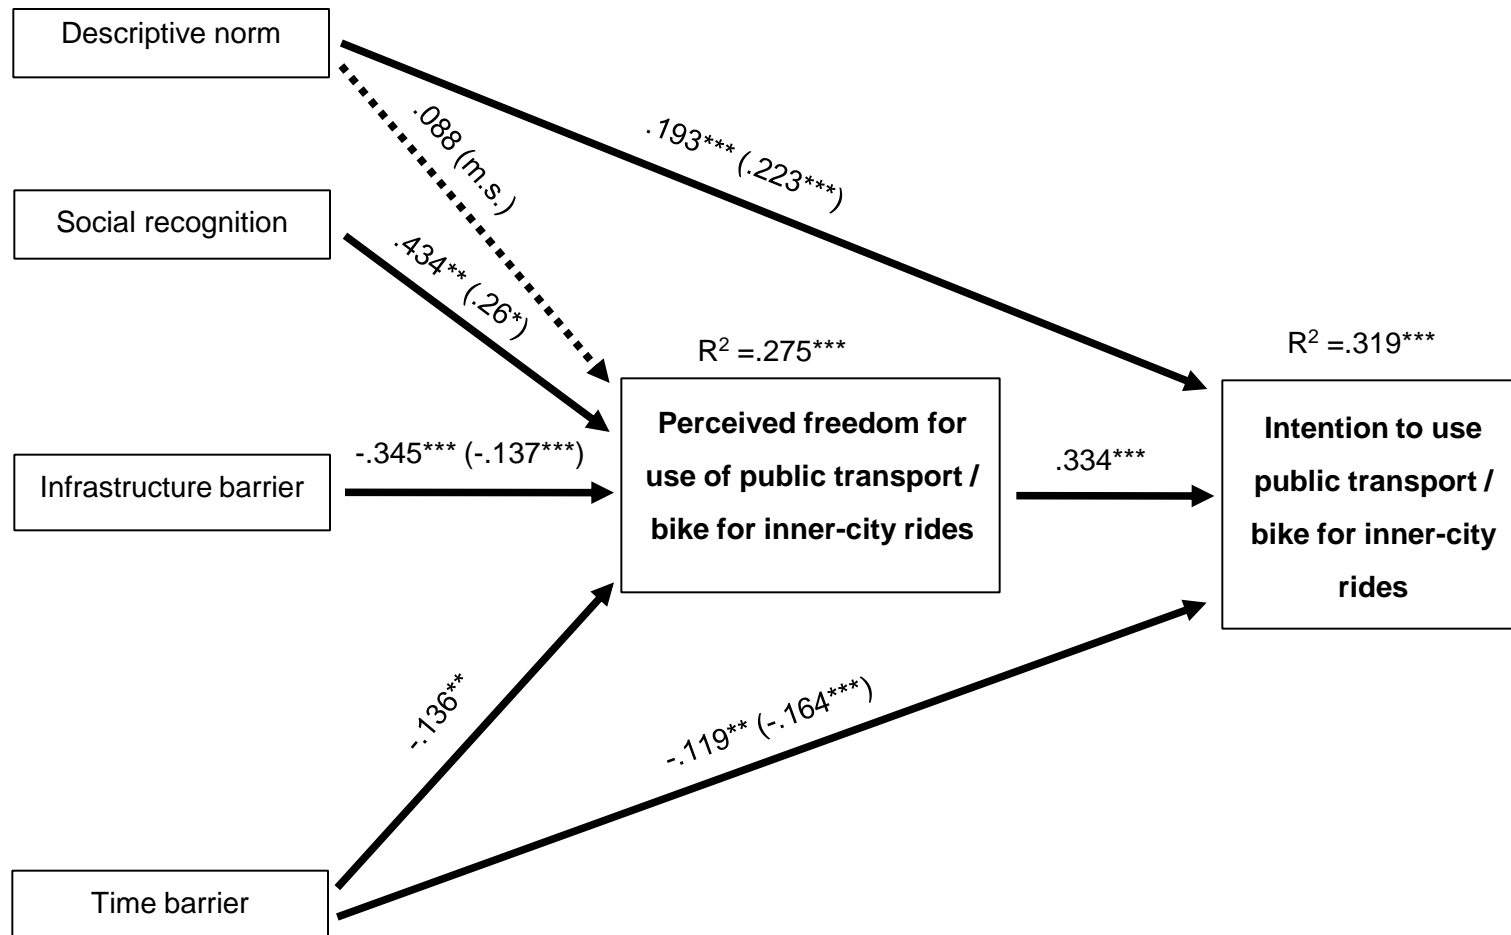 Descriptive norm
.193*** (.223***)
.088 (m.s.)
Social recognition
.434** (.26*)
R² =.275***
R² =.319***
Perceived freedom for
use of public transport /
bike for inner-city rides
Intention to use
public transport /
bike for inner-city
rides
-.345*** (-.137***)
Infrastructure barrier
.334***
-.136**
-.119** (-.164***)
Time barrier